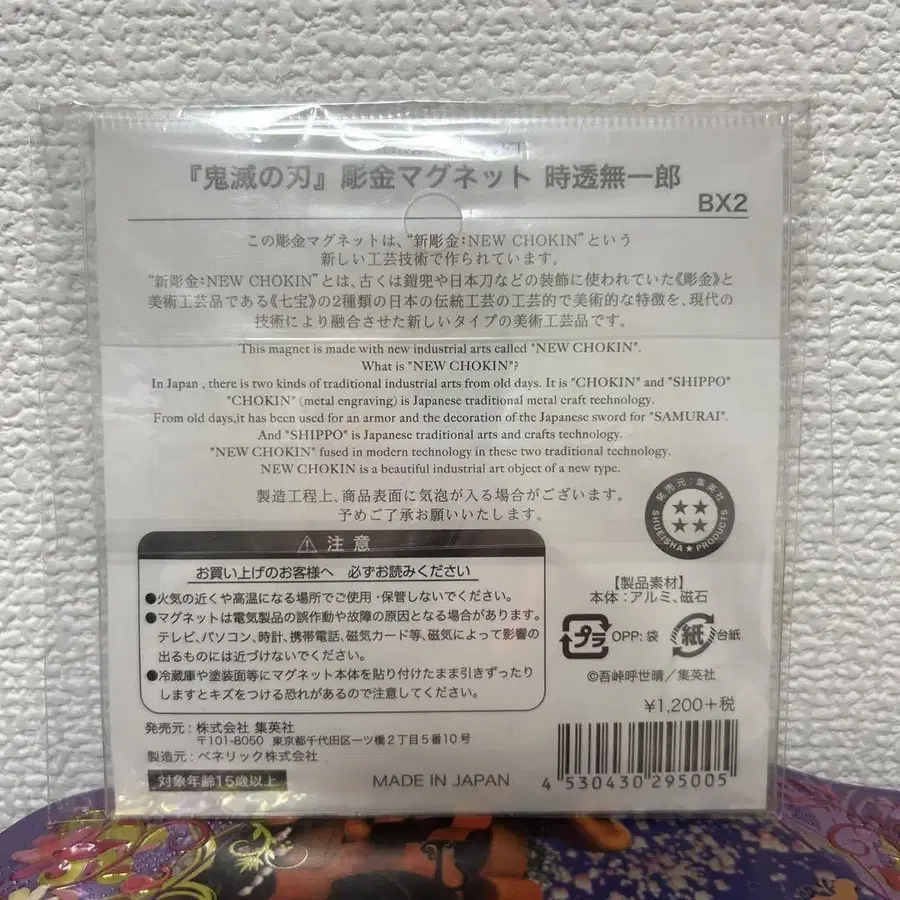 『鬼滅の刃』 彫金マグネット 時透無一郎
BX2
この彫金マグネットは、“新彫金:NEW CHOKIN”という
新しい工芸技術で作られています。
“新彫金:NEW CHOKIN”とは、古くは鎧兜や日本刀などの装飾に使われていた《彫金》と
美術工芸品である《七宝》の2種類の日本の伝統工芸の工芸的で美術的な特徴を、現代の
技術により融合させた新しいタイプの美術工芸品です。
This magnet is made with new industrial arts called "NEW CHOKIN".
What is "NEW CHOKIN"?
In Japan , there is two kinds of traditional industrial arts from old days. It is "CHOKIN" and "SHIPPO"
"CHOKIN" (metal engraving) is Japanese traditional metal craft technology.
From old days,it has been used for an armor and the decoration of the Japanese sword for "SAMURAI".
And "SHIPPO" is Japanese traditional arts and crafts technology.
"NEW CHOKIN" fused in modern technology in these two traditional technology.
NEW CHOKIN is a beautiful industrial art object of a new type.
製造工程上、商品表面に気泡が入る場合がございます。
予めご了承お願いいたします。
発売元:集英社
SHUEISHA★PRODUCTS
⚠ 注意
お買い上げのお客様へ 必ずお読みください
●火気の近くや高温になる場所でご使用・保管しないでください。
●マグネットは電気製品の誤作動や故障の原因となる場合があります。
テレビ、パソコン、時計、携帯電話、磁気カード等、磁気によって影響の
出るものには近づけないでください。
●冷蔵庫や塗装面等にマグネット本体を貼り付けたまま引きずったり
しますとキズをつける恐れがあるので注意してください。
【製品素材】
本体:アルミ、磁石
プラ OPP:袋 紙 台紙
©吾峠呼世晴/集英社
¥1,200+税
発売元:株式会社 集英社
〒101-8050 東京都千代田区一ツ橋2丁目5番10号
製造元:ベネリック株式会社
対象年齢15歳以上
MADE IN JAPAN
4 530430 295005